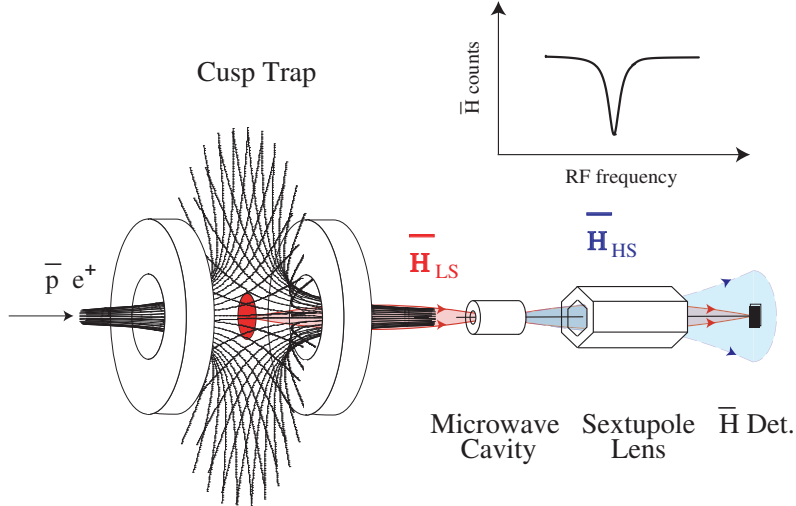 Cusp Trap
H̅ counts
RF frequency
p̅ e⁺
H̅LS
H̅HS
Microwave
Cavity
Sextupole
Lens
H̅ Det.